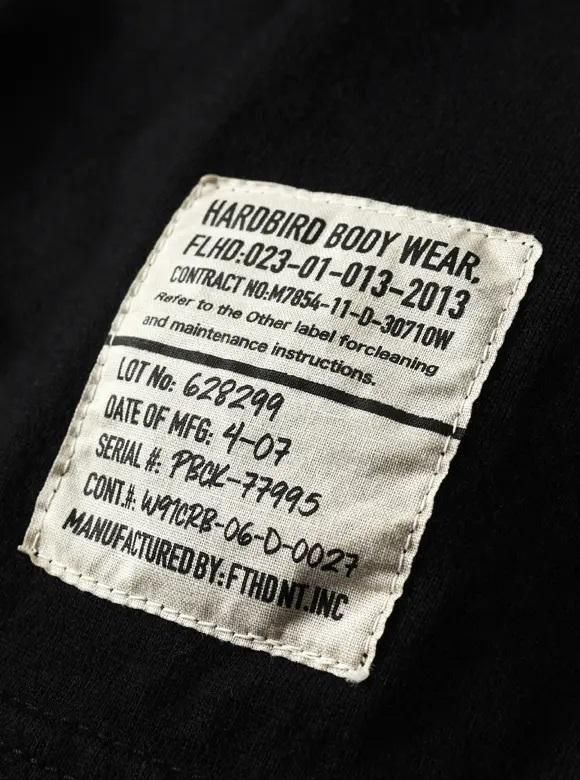 HARDBIRD BODY WEAR.
FLHD:023-01-013-2013
CONTRACT NO:M7854-11-D-30710W
Refer to the Other label forcleaning
and maintenance instructions.
LOT No: 628299
DATE OF MFG: 4-07
SERIAL #: PBCK-77995
CONT.#: W91CRB-06-D-0027
MANUFACTURED BY:FTHDNT.INC